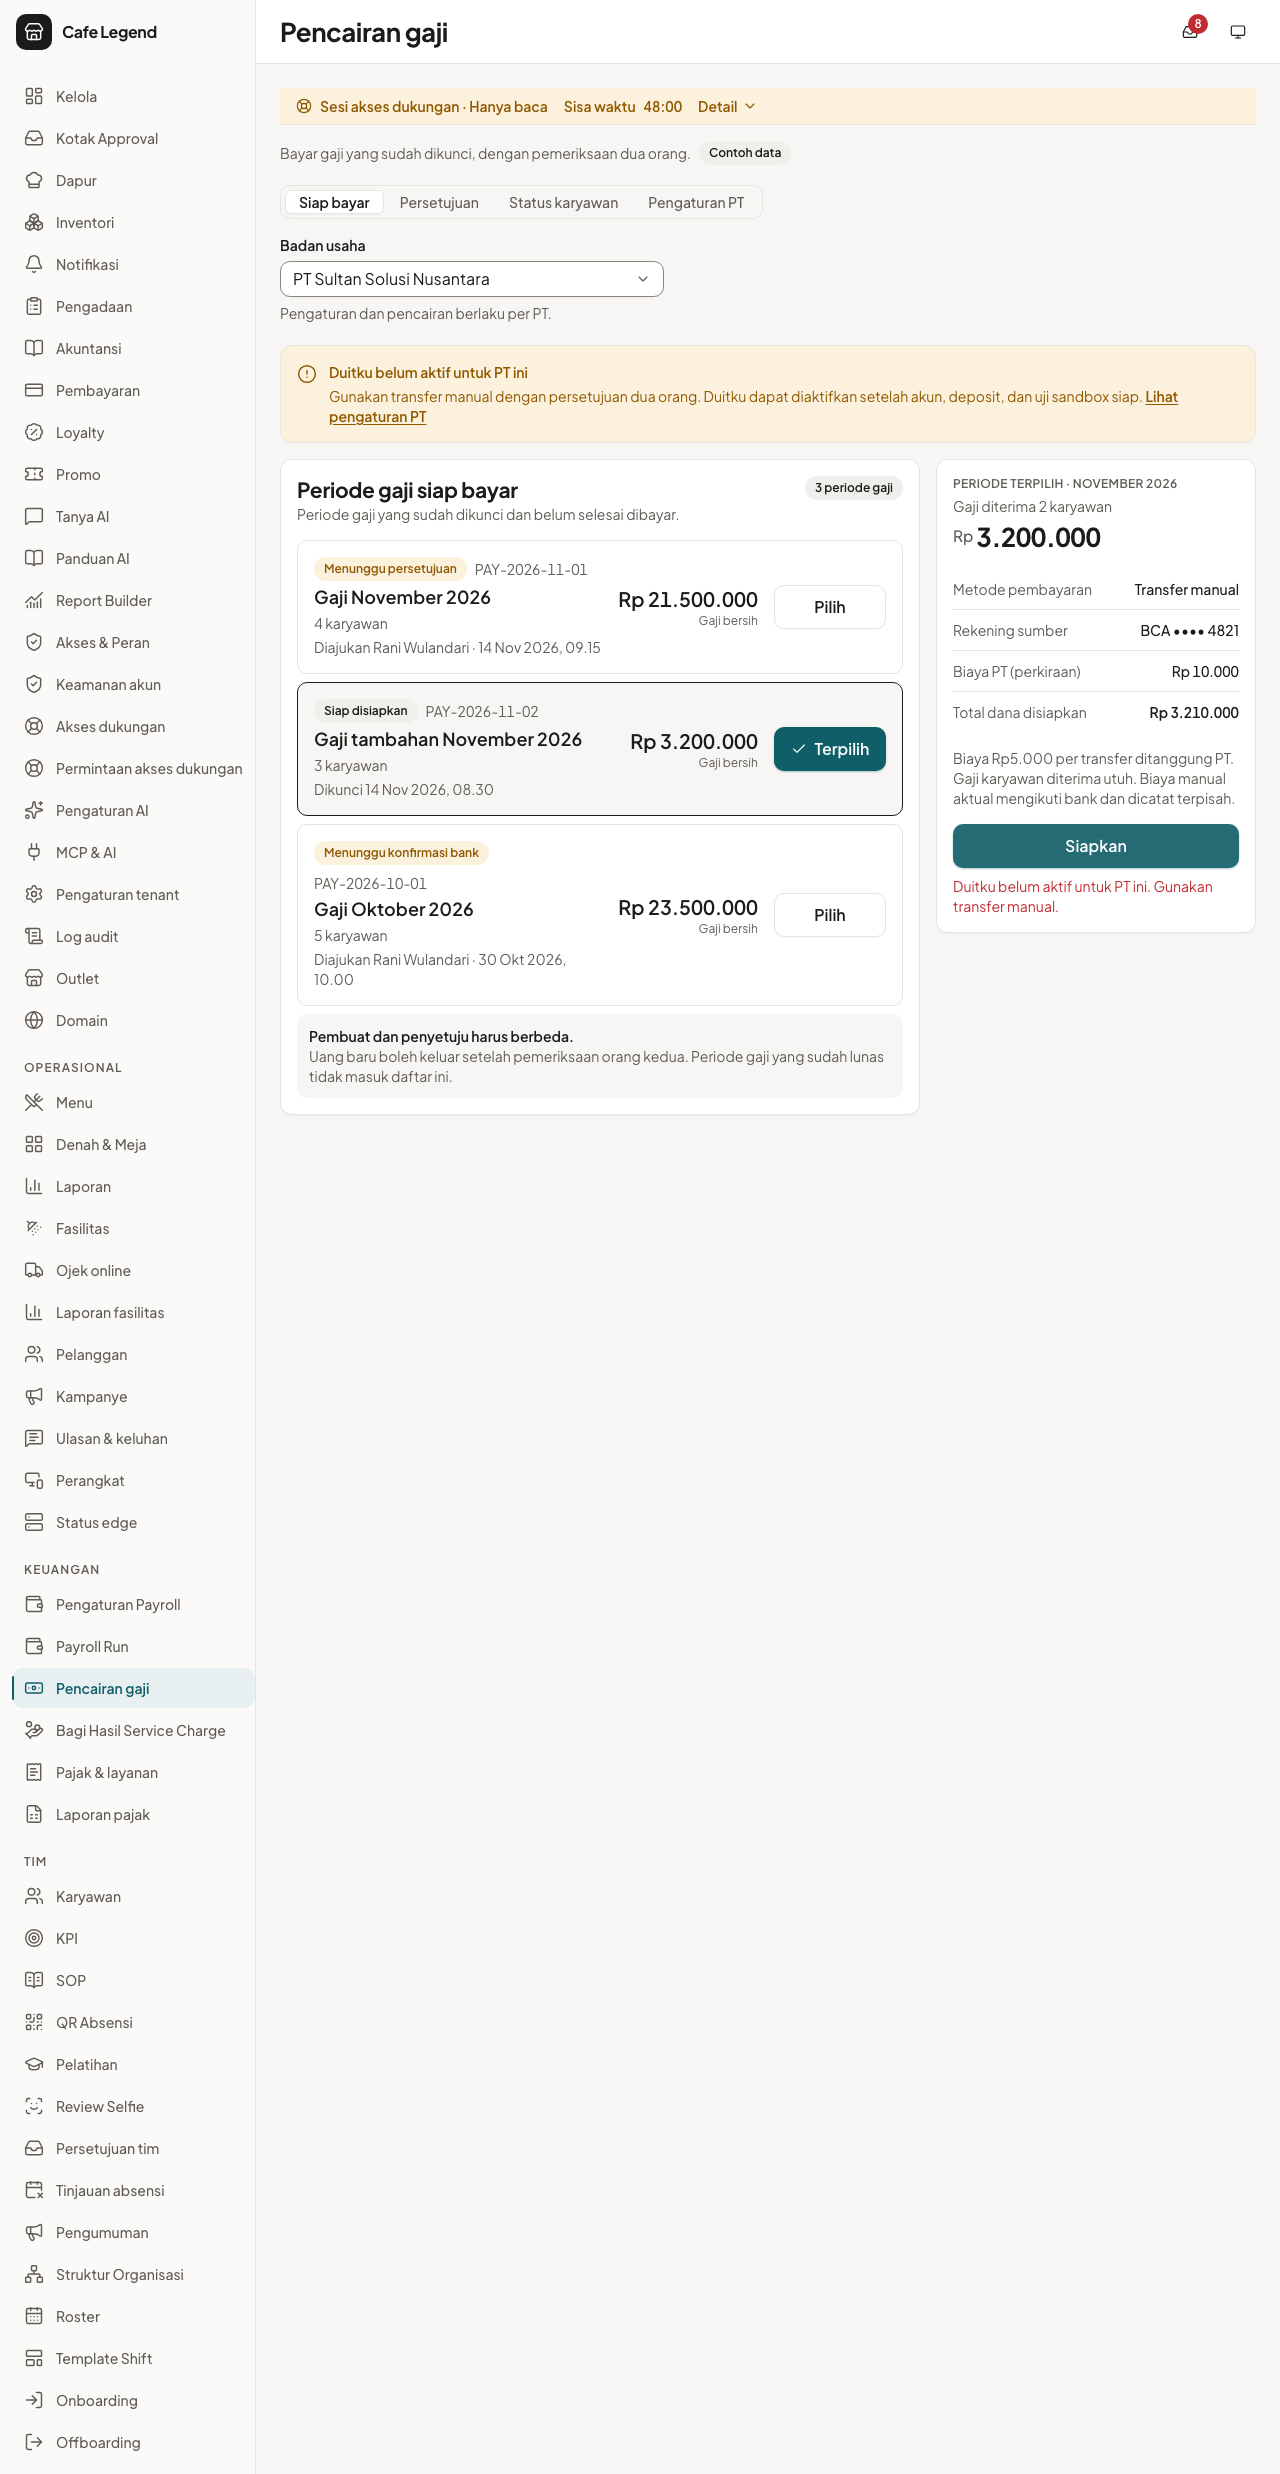 Cafe Legend
Kelola
Kotak Approval
Dapur
Inventori
Notifikasi
Pengadaan
Akuntansi
Pembayaran
Loyalty
Promo
Tanya AI
Panduan AI
Report Builder
Akses & Peran
Keamanan akun
Akses dukungan
Permintaan akses dukungan
Pengaturan AI
MCP & AI
Pengaturan tenant
Log audit
Outlet
Domain
OPERASIONAL
Menu
Denah & Meja
Laporan
Fasilitas
Ojek online
Laporan fasilitas
Pelanggan
Kampanye
Ulasan & keluhan
Perangkat
Status edge
KEUANGAN
Pengaturan Payroll
Payroll Run
Pencairan gaji
Bagi Hasil Service Charge
Pajak & layanan
Laporan pajak
TIM
Karyawan
KPI
SOP
QR Absensi
Pelatihan
Review Selfie
Persetujuan tim
Tinjauan absensi
Pengumuman
Struktur Organisasi
Roster
Template Shift
Onboarding
Offboarding
Pencairan gaji
8
Sesi akses dukungan · Hanya baca Sisa waktu 48:00 Detail
Bayar gaji yang sudah dikunci, dengan pemeriksaan dua orang. Contoh data
Siap bayar Persetujuan Status karyawan Pengaturan PT
Badan usaha
PT Sultan Solusi Nusantara
Pengaturan dan pencairan berlaku per PT.
Duitku belum aktif untuk PT ini
Gunakan transfer manual dengan persetujuan dua orang. Duitku dapat diaktifkan setelah akun, deposit, dan uji sandbox siap. Lihat
pengaturan PT
Periode gaji siap bayar
3 periode gaji
Periode gaji yang sudah dikunci dan belum selesai dibayar.
Menunggu persetujuan PAY-2026-11-01
Gaji November 2026
4 karyawan
Diajukan Rani Wulandari · 14 Nov 2026, 09.15
Rp 21.500.000
Gaji bersih
Pilih
Siap disiapkan PAY-2026-11-02
Gaji tambahan November 2026
3 karyawan
Dikunci 14 Nov 2026, 08.30
Rp 3.200.000
Gaji bersih
Terpilih
Menunggu konfirmasi bank
PAY-2026-10-01
Gaji Oktober 2026
5 karyawan
Diajukan Rani Wulandari · 30 Okt 2026,
10.00
Rp 23.500.000
Gaji bersih
Pilih
Pembuat dan penyetuju harus berbeda.
Uang baru boleh keluar setelah pemeriksaan orang kedua. Periode gaji yang sudah lunas
tidak masuk daftar ini.
PERIODE TERPILIH · NOVEMBER 2026
Gaji diterima 2 karyawan
Rp 3.200.000
Metode pembayaran Transfer manual
Rekening sumber BCA •••• 4821
Biaya PT (perkiraan) Rp 10.000
Total dana disiapkan Rp 3.210.000
Biaya Rp5.000 per transfer ditanggung PT.
Gaji karyawan diterima utuh. Biaya manual
aktual mengikuti bank dan dicatat terpisah.
Siapkan
Duitku belum aktif untuk PT ini. Gunakan
transfer manual.